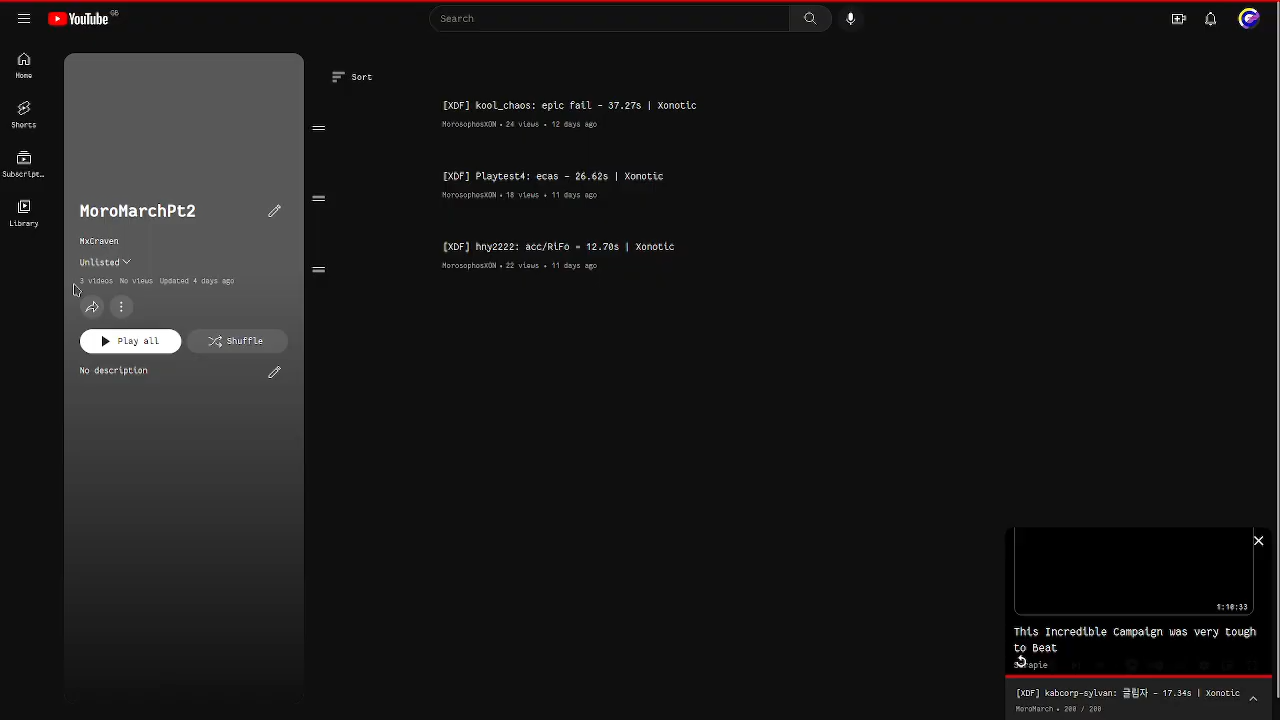 YouTube GB
Search
Home
Shorts
Subscript...
Library
MoroMarchPt2
MxCraven
Unlisted
3 videos No views Updated 4 days ago
Play all
Shuffle
No description
Sort
[XDF] kool_chaos: epic fail - 37.27s | Xonotic
MorosophosXON • 24 views • 12 days ago
[XDF] Playtest4: ecas - 26.62s | Xonotic
MorosophosXON • 18 views • 11 days ago
[XDF] hny2222: acc/RiFo - 12.70s | Xonotic
MorosophosXON • 22 views • 11 days ago
1:10:33
This Incredible Campaign was very tough
to Beat
[XDF] kabcorp-sylvan: 클립자 - 17.34s | Xonotic
MoroMarch • 200 / 200